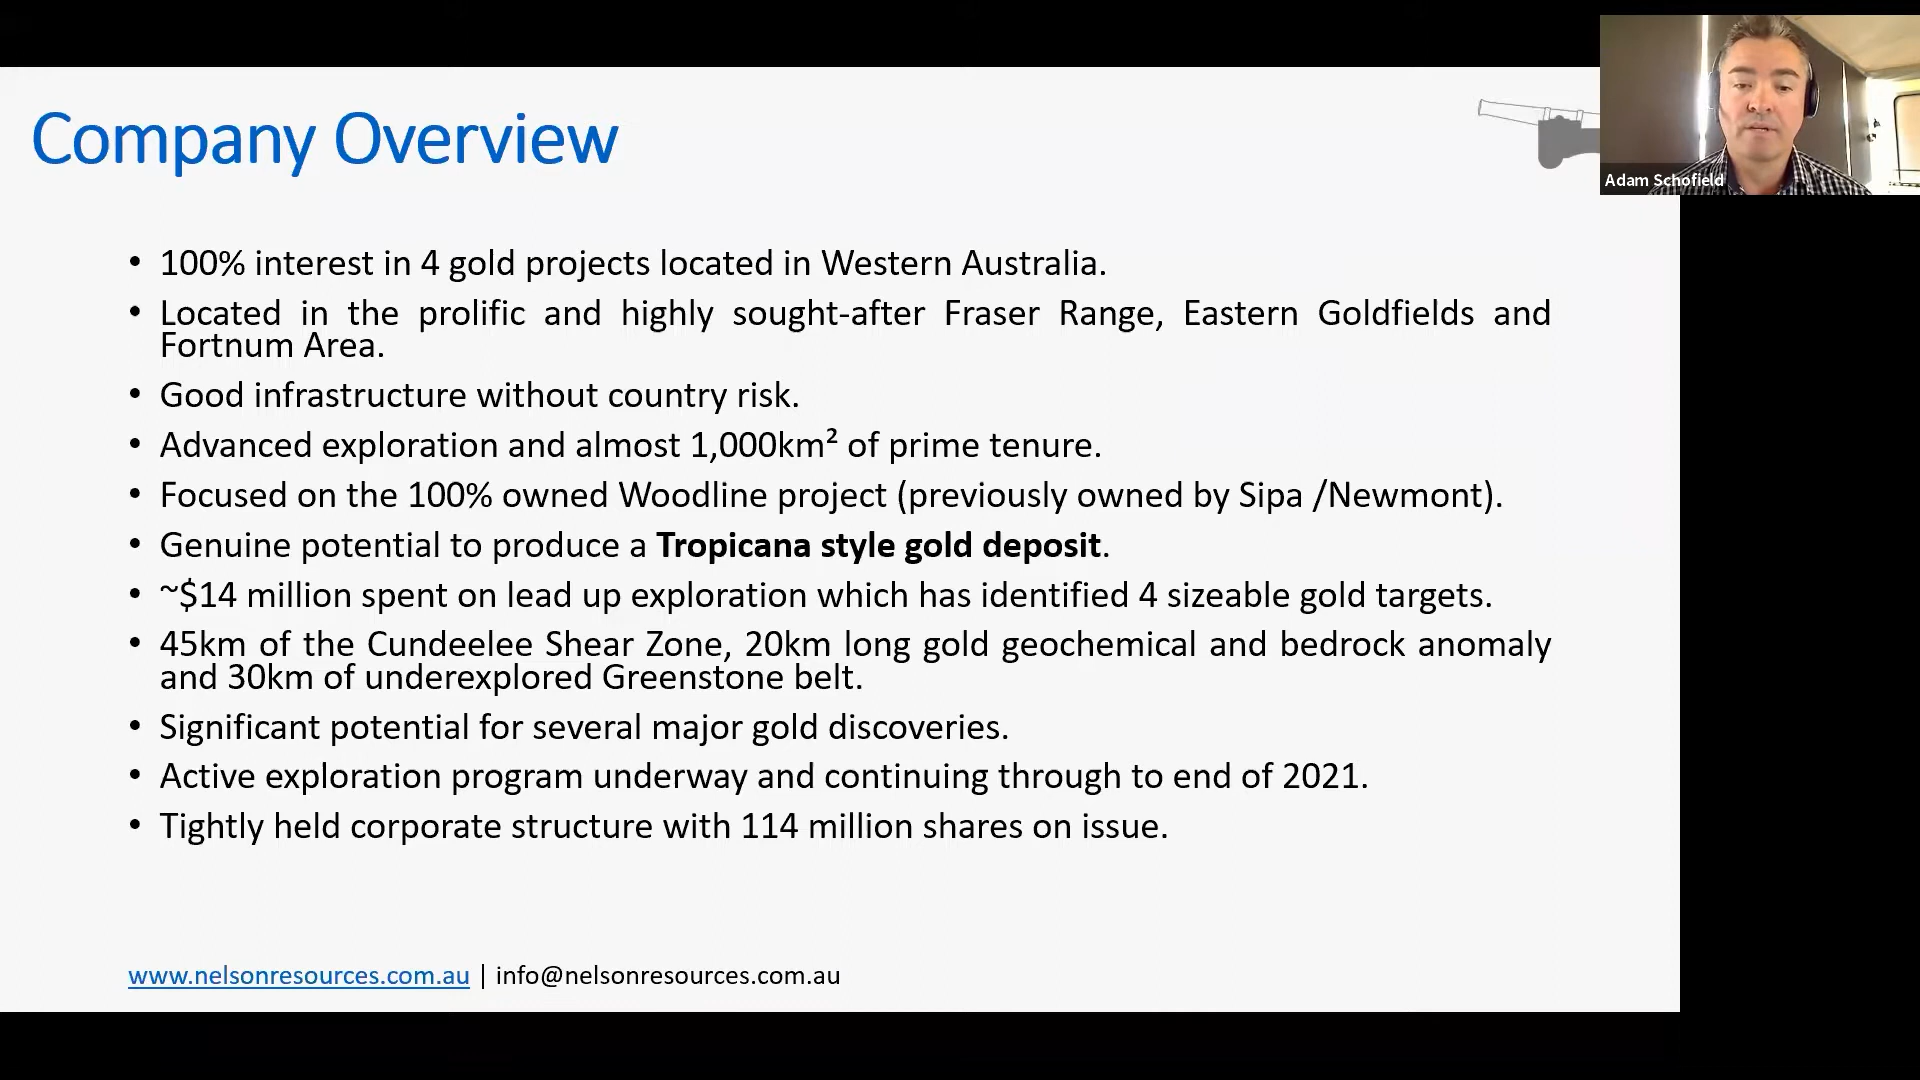 Company Overview
Adam Schofield
• 100% interest in 4 gold projects located in Western Australia.
• Located in the prolific and highly sought-after Fraser Range, Eastern Goldfields and
Fortnum Area.
• Good infrastructure without country risk.
• Advanced exploration and almost 1,000km² of prime tenure.
• Focused on the 100% owned Woodline project (previously owned by Sipa /Newmont).
• Genuine potential to produce a Tropicana style gold deposit.
• ~$14 million spent on lead up exploration which has identified 4 sizeable gold targets.
• 45km of the Cundeelee Shear Zone, 20km long gold geochemical and bedrock anomaly
and 30km of underexplored Greenstone belt.
• Significant potential for several major gold discoveries.
• Active exploration program underway and continuing through to end of 2021.
• Tightly held corporate structure with 114 million shares on issue.
www.nelsonresources.com.au | info@nelsonresources.com.au